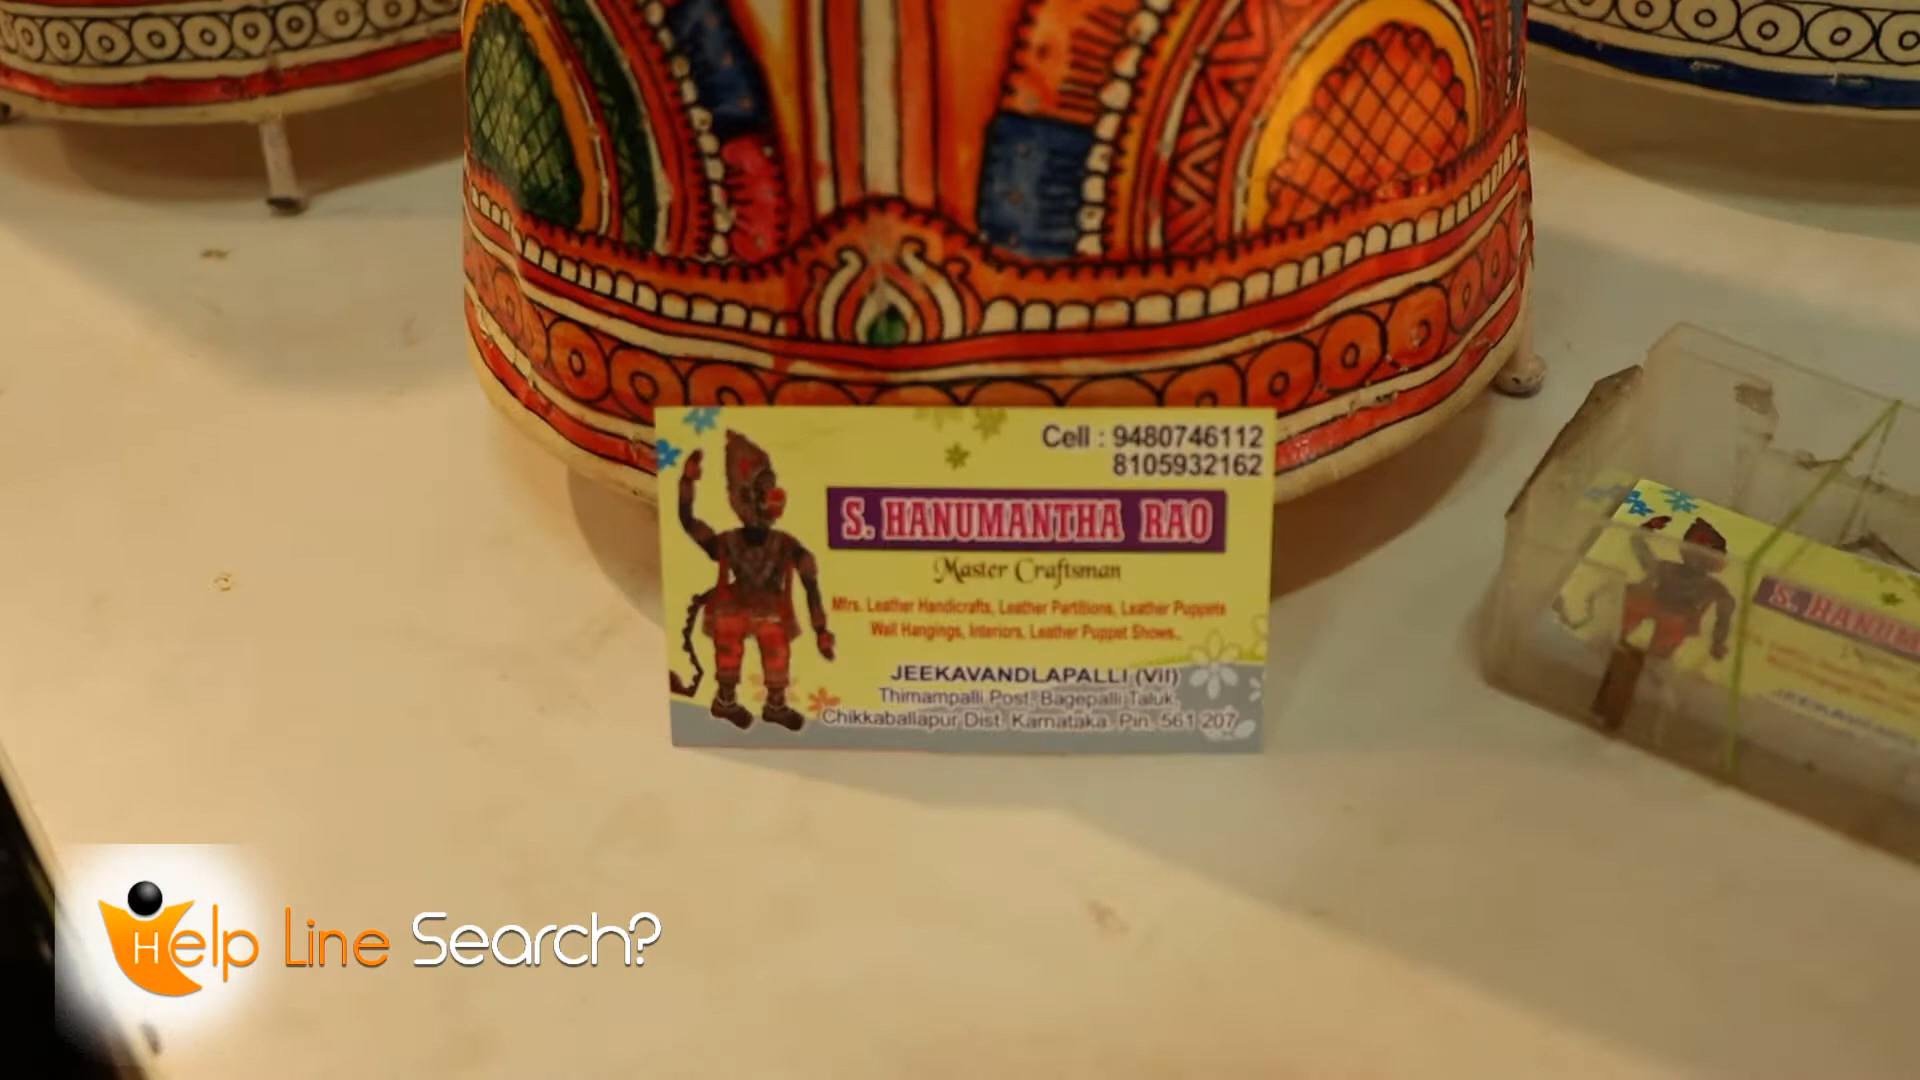 Cell : 9480746112
8105932162
S. HANUMANTHA RAO
Master Craftsman
Mfrs. Leather Handicrafts, Leather Partitions, Leather Puppets
Wall Hangings, Interiors, Leather Puppet Shows..
JEEKAVANDLAPALLI (Vil)
Thimampalli Post, Bagepalli Taluk,
Chikkaballapur Dist. Karnataka. Pin. 561 207
S. HANUM
Help Line Search?